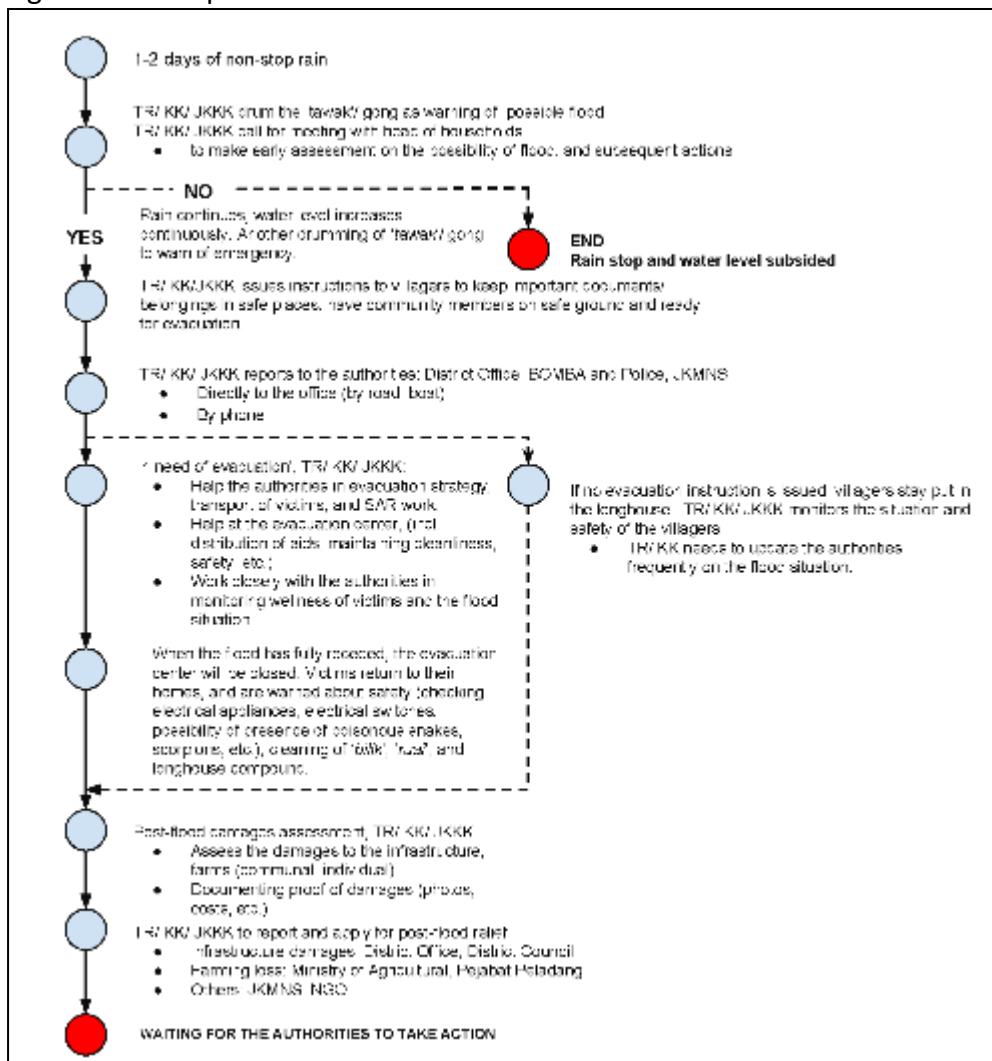 1-2 days of non-stop rain
TR/ KK/ JKKK drum the 'tawak'/ gong as warning of possible flood
TR/ KK/ JKKK call for meeting with head of households
• to make early assessment on the possibility of flood, and subsequent actions
NO
Rain continues, water level increases
continuously. Another drumming of 'tawak'/ gong
to warn of emergency.
YES
END
Rain stop and water level subsided
TR/ KK/JKKK issues instructions to villagers to keep important documents/
belongings in safe places, have community members on safe ground and ready
for evacuation
TR/ KK/ JKKK reports to the authorities: District Office, BOMBA and Police, JKMNS
• Directly to the office (by road, boat)
• By phone
need of evacuation', TR/ KK/ JKKK:
• Help the authorities in evacuation strategy,
transport of victims, and SAR work
• Help at the evacuation center, (incl
distribution of aids, maintaining cleanliness,
safety, etc.)
• Work closely with the authorities in
monitoring wellness of victims and the flood
situation
If no evacuation instruction is issued, villagers stay put in
the longhouse. TR/ KK/ JKKK monitors the situation and
safety of the villagers
• TR/ KK needs to update the authorities
frequently on the flood situation.
When the flood has fully receded, the evacuation
center will be closed. Victims return to their
homes, and are warned about safety (checking
electrical appliances, electrical switches,
possibility of presence of poisonous snakes,
scorpions, etc.), cleaning of 'bilik', 'ruai', and
longhouse compound.
Post-flood damages assessment, TR/ KK/ JKKK
• Assess the damages to the infrastructure,
farms (communal, individual)
• Documenting proof of damages (photos,
costs, etc.)
TR/ KK/ JKKK to report and apply for post-flood relief
• Infrastructure damages: District Office, District Council
• Farming loss: Ministry of Agricultural, Pejabat Peladang
• Others: JKMNS, NGO
WAITING FOR THE AUTHORITIES TO TAKE ACTION